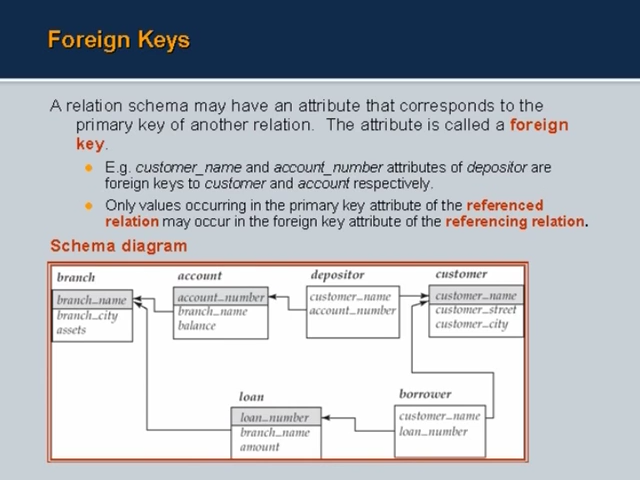 Foreign Keys
A relation schema may have an attribute that corresponds to the
primary key of another relation. The attribute is called a foreign
key.
E.g. customer_name and account_number attributes of depositor are
foreign keys to customer and account respectively.
Only values occurring in the primary key attribute of the referenced
relation may occur in the foreign key attribute of the referencing relation.
Schema diagram
branch
branch_name
branch_city
assets
account
account_number
branch_name
balance
depositor
customer_name
account_number
customer
customer_name
customer_street
customer_city
loan
loan_number
branch_name
amount
borrower
customer_name
loan_number